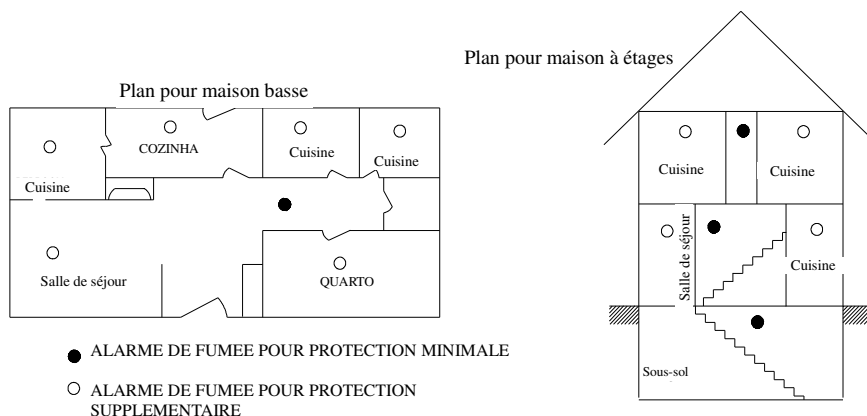 Plan pour maison basse
COZINHA
Cuisine
Cuisine
Cuisine
Salle de séjour
QUARTO
ALARME DE FUMEE POUR PROTECTION MINIMALE
ALARME DE FUMEE POUR PROTECTION
SUPPLEMENTAIRE
Plan pour maison à étages
Cuisine
Cuisine
Salle de séjour
Cuisine
Sous-sol